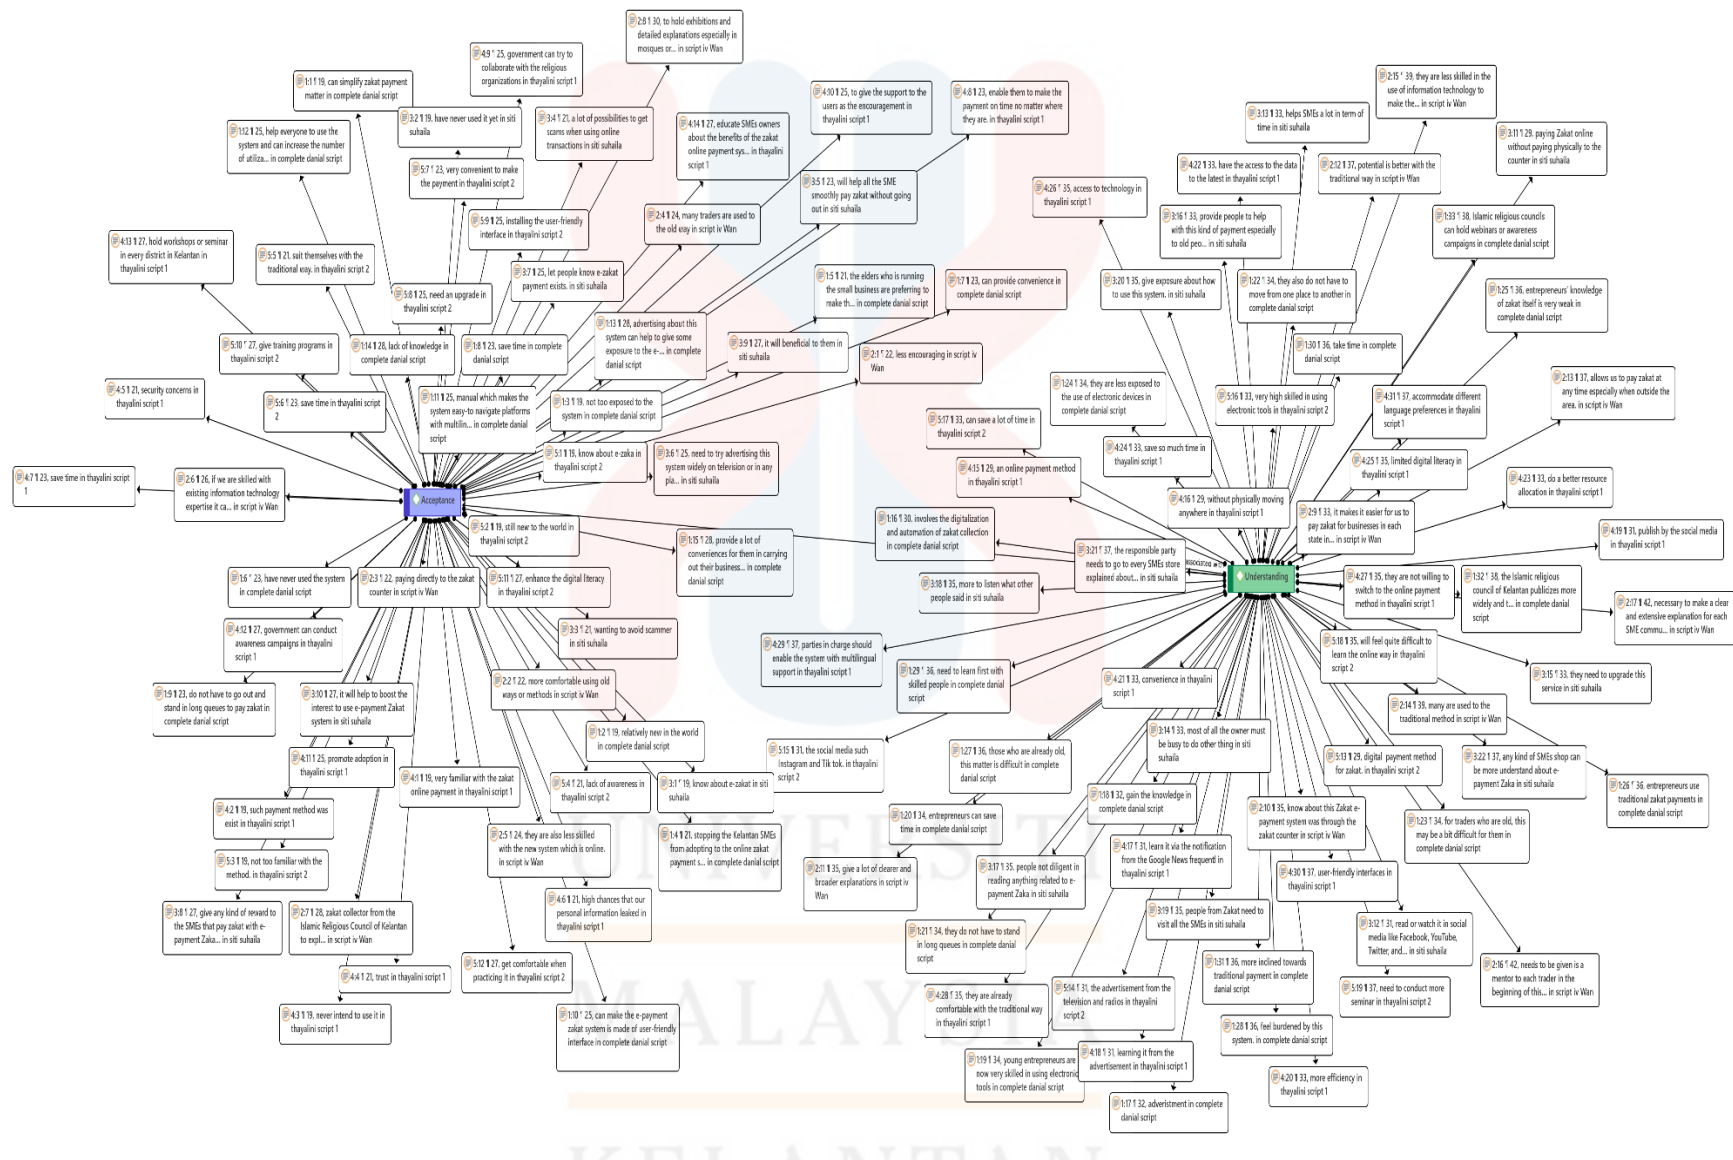 2:8 ¶ 30, to hold exhibitions and
detailed explanations especially in
mosques or... in script iv Wan
4:9 ¶ 25, government can try to
collaborate with the religious
organizations in thayalini script 1
1:1 ¶ 19, can simplify zakat payment
matter in complete danial script
3:2 ¶ 19, have never used it yet in siti
suhaila
3:4 ¶ 21, a lot of possibilities to get
scams when using online
transactions in siti suhaila
1:12 ¶ 25, help everyone to use the
system and can increase the number
of utiliza... in complete danial script
5:7 ¶ 23, very convenient to make
the payment in thayalini script 2
4:14 ¶ 27, educate SMEs owners
about the benefits of the zakat
online payment sys... in thayalini
script 1
4:10 ¶ 25, to give the support to the
users as the encouragement in
thayalini script 1
4:8 ¶ 23, enable them to make the
payment on time no matter where
they are. in thayalini script 1
3:5 ¶ 23, will help all the SME
smoothly pay zakat without going
out in siti suhaila
2:4 ¶ 24, many traders are used to
the old way in script iv Wan
5:9 ¶ 25, installing the user-friendly
interface in thayalini script 2
4:13 ¶ 27, hold workshops or seminar
in every district in Kelantan in
thayalini script 1
5:5 ¶ 21, suit themselves with the
traditional way. in thayalini script 2
3:7 ¶ 25, let people know e-zakat
payment exists. in siti suhaila
5:8 ¶ 25, need an upgrade in
thayalini script 2
1:5 ¶ 21, the elders who is running
the small business are preferring to
make th... in complete danial script
1:7 ¶ 23, can provide convenience in
complete danial script
1:13 ¶ 28, advertising about this
system can help to give some
exposure to the e-... in complete
danial script
3:9 ¶ 27, it will beneficial to them in
siti suhaila
2:1 ¶ 22, less encouraging in script iv
Wan
5:10 ¶ 27, give training programs in
thayalini script 2
1:14 ¶ 28, lack of knowledge in
complete danial script
1:8 ¶ 23, save time in complete
danial script
4:5 ¶ 21, security concerns in
thayalini script 1
5:6 ¶ 23, save time in thayalini script
2
1:11 ¶ 25, manual which makes the
system easy-to navigate platforms
with multilin... in complete danial
script
1:3 ¶ 19, not too exposed to the
system in complete danial script
5:1 ¶ 19, know about e-zaka in
thayalini script 2
3:6 ¶ 25, need to try advertising this
system widely on television or in any
pla... in siti suhaila
4:7 ¶ 23, save time in thayalini script
1
2:6 ¶ 26, if we are skilled with
existing information technology
expertise it ca... in script iv Wan
Acceptance
5:2 ¶ 19, still new to the world in
thayalini script 2
1:15 ¶ 28, provide a lot of
conveniences for them in carrying
out their business... in complete
danial script
1:6 ¶ 23, have never used the system
in complete danial script
2:3 ¶ 22, paying directly to the zakat
counter in script iv Wan
5:11 ¶ 27, enhance the digital literacy
in thayalini script 2
4:12 ¶ 27, government can conduct
awareness campaigns in thayalini
script 1
3:3 ¶ 21, wanting to avoid scammer
in siti suhaila
1:9 ¶ 23, do not have to go out and
stand in long queues to pay zakat in
complete danial script
3:10 ¶ 27, it will help to boost the
interest to use e-payment Zakat
system in siti suhaila
2:2 ¶ 22, more comfortable using old
ways or methods in script iv Wan
1:2 ¶ 19, relatively new in the world
in complete danial script
4:11 ¶ 25, promote adoption in
thayalini script 1
4:1 ¶ 19, very familiar with the zakat
online payment in thayalini script 1
5:4 ¶ 21, lack of awareness in
thayalini script 2
3:1 ¶ 19, know about e-zakat in siti
suhaila
4:2 ¶ 19, such payment method was
exist in thayalini script 1
2:5 ¶ 24, they are also less skilled
with the new system which is online.
in script iv Wan
1:4 ¶ 21, stopping the Kelantan SMEs
from adopting to the online zakat
payment s... in complete danial script
5:3 ¶ 19, not too familiar with the
method. in thayalini script 2
3:8 ¶ 27, give any kind of reward to
the SMEs that pay zakat with e-
payment Zaka... in siti suhaila
2:7 ¶ 28, zakat collector from the
Islamic Religious Council of Kelantan
to expl... in script iv Wan
4:6 ¶ 21, high chances that our
personal information leaked in
thayalini script 1
4:4 ¶ 21, trust in thayalini script 1
5:12 ¶ 27, get comfortable when
practicing it in thayalini script 2
4:3 ¶ 19, never intend to use it in
thayalini script 1
1:10 ¶ 25, can make the e-payment
zakat system is made of user-friendly
interface in complete danial script
2:15 ¶ 39, they are less skilled in the
use of information technology to
make the... in script iv Wan
3:13 ¶ 33, helps SMEs a lot in term of
time in siti suhaila
3:11 ¶ 29, paying Zakat online
without paying physically to the
counter in siti suhaila
4:22 ¶ 33, have the access to the data
to the latest in thayalini script 1
2:12 ¶ 37, potential is better with the
traditional way in script iv Wan
4:26 ¶ 35, access to technology in
thayalini script 1
3:16 ¶ 33, provide people to help
with this kind of payment especially
to old peo... in siti suhaila
1:33 ¶ 38, Islamic religious councils
can hold webinars or awareness
campaigns in complete danial script
3:20 ¶ 35, give exposure about how
to use this system. in siti suhaila
1:22 ¶ 34, they also do not have to
move from one place to another in
complete danial script
1:25 ¶ 36, entrepreneurs' knowledge
of zakat itself is very weak in
complete danial script
1:30 ¶ 36, take time in complete
danial script
1:24 ¶ 34, they are less exposed to
the use of electronic devices in
complete danial script
5:16 ¶ 33, very high skilled in using
electronic tools in thayalini script 2
4:31 ¶ 37, accommodate different
language preferences in thayalini
script 1
2:13 ¶ 37, allows us to pay zakat at
any time especially when outside the
area. in script iv Wan
5:17 ¶ 33, can save a lot of time in
thayalini script 2
4:24 ¶ 33, save so much time in
thayalini script 1
4:15 ¶ 29, an online payment method
in thayalini script 1
4:25 ¶ 35, limited digital literacy in
thayalini script 1
4:23 ¶ 33, do a better resource
allocation in thayalini script 1
4:16 ¶ 29, without physically moving
anywhere in thayalini script 1
2:9 ¶ 33, it makes it easier for us to
pay zakat for businesses in each
state in... in script iv Wan
1:16 ¶ 30, involves the digitalization
and automation of zakat collection
in complete danial script
4:19 ¶ 31, publish by the social media
in thayalini script 1
3:21 ¶ 37, the responsible party
needs to go to every SMEs store
explained about... in siti suhaila
Understanding
3:18 ¶ 35, more to listen what other
people said in siti suhaila
4:27 ¶ 35, they are not willing to
switch to the online payment
method in thayalini script 1
1:32 ¶ 38, the Islamic religious
council of Kelantan publicizes more
widely and t... in complete danial
script
2:17 ¶ 42, necessary to make a clear
and extensive explanation for each
SME commu... in script iv Wan
4:29 ¶ 37, parties in charge should
enable the system with multilingual
support in thayalini script 1
5:18 ¶ 35, will feel quite difficult to
learn the online way in thayalini script
2
1:29 ¶ 36, need to learn first with
skilled people in complete danial
script
4:21 ¶ 33, convenience in thayalini
script 1
3:15 ¶ 33, they need to upgrade this
service in siti suhaila
2:14 ¶ 39, many are used to the
traditional method in script iv Wan
3:14 ¶ 33, most of all the owner must
be busy to do other thing in siti
suhaila
5:15 ¶ 31, the social media such
Instagram and Tik tok. in thayalini
script 2
1:27 ¶ 36, those who are already old,
this matter is difficult in complete
danial script
5:13 ¶ 29, digital payment method
for zakat. in thayalini script 2
3:22 ¶ 37, any kind of SMEs shop can
be more understand about e-
payment Zaka in siti suhaila
1:26 ¶ 36, entrepreneurs use
traditional zakat payments in
complete danial script
1:18 ¶ 32, gain the knowledge in
complete danial script
2:10 ¶ 35, know about this Zakat e-
payment system was through the
zakat counter in script iv Wan
1:20 ¶ 34, entrepreneurs can save
time in complete danial script
1:23 ¶ 34, for traders who are old, this
may be a bit difficult for them in
complete danial script
4:17 ¶ 31, learn it via the notification
from the Google News frequentl in
thayalini script 1
2:11 ¶ 35, give a lot of clearer and
broader explanations in script iv
Wan
3:17 ¶ 35, people not diligent in
reading anything related to e-
payment Zaka in siti suhaila
4:30 ¶ 37, user-friendly interfaces in
thayalini script 1
3:19 ¶ 35, people from Zakat need to
visit all the SMEs in siti suhaila
3:12 ¶ 31, read or watch it in social
media like Facebook, YouTube,
Twitter, and... in siti suhaila
1:21 ¶ 34, they do not have to stand
in long queues in complete danial
script
1:31 ¶ 36, more inclined towards
traditional payment in complete
danial script
2:16 ¶ 42, needs to be given is a
mentor to each trader in the
beginning of this... in script iv Wan
4:28 ¶ 35, they are already
comfortable with the traditional way
in thayalini script 1
5:14 ¶ 31, the advertisement from the
television and radios in thayalini
script 2
5:19 ¶ 37, need to conduct more
seminar in thayalini script 2
1:28 ¶ 36, feel burdened by this
system. in complete danial script
4:18 ¶ 31, learning it from the
advertisement in thayalini script 1
1:19 ¶ 34, young entrepreneurs are
now very skilled in using electronic
tools in complete danial script
4:20 ¶ 33, more efficiency in
thayalini script 1
1:17 ¶ 32, adveristment in complete
danial script
UNIVERSITI
MALAYSIA
KELANTAN